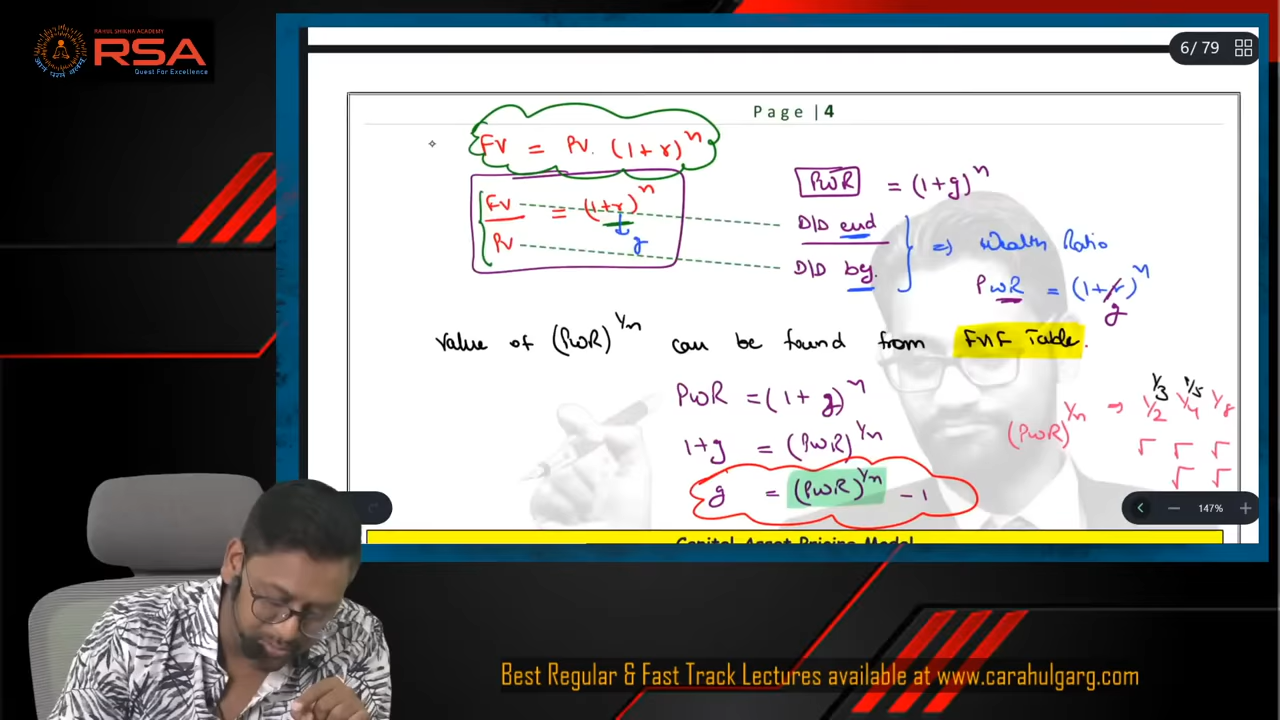 RAHUL SHINHA ACADEMY
RSA
Quest For Excellence
6/ 79
Page | 4
FV = PV. (1+r)^n
FV / PV = (1+r)^n
g
PWR = (1+g)^n
D/D end
D/D beg.
⇒ Wealth Ratio
PWR = (1+r)^n
g
Value of (PWR)^1/n can be found from FVIF Table.
PWR = (1+g)^n
1+g = (PWR)^1/n
g = (PWR)^1/n - 1
(PWR)^1/n ⇒ 1/2 1/4 1/8
1/3 1/5
√ √ √
√ √
147%
Capital Asset Pricing Model
Best Regular & Fast Track Lectures available at www.carahulgarg.com